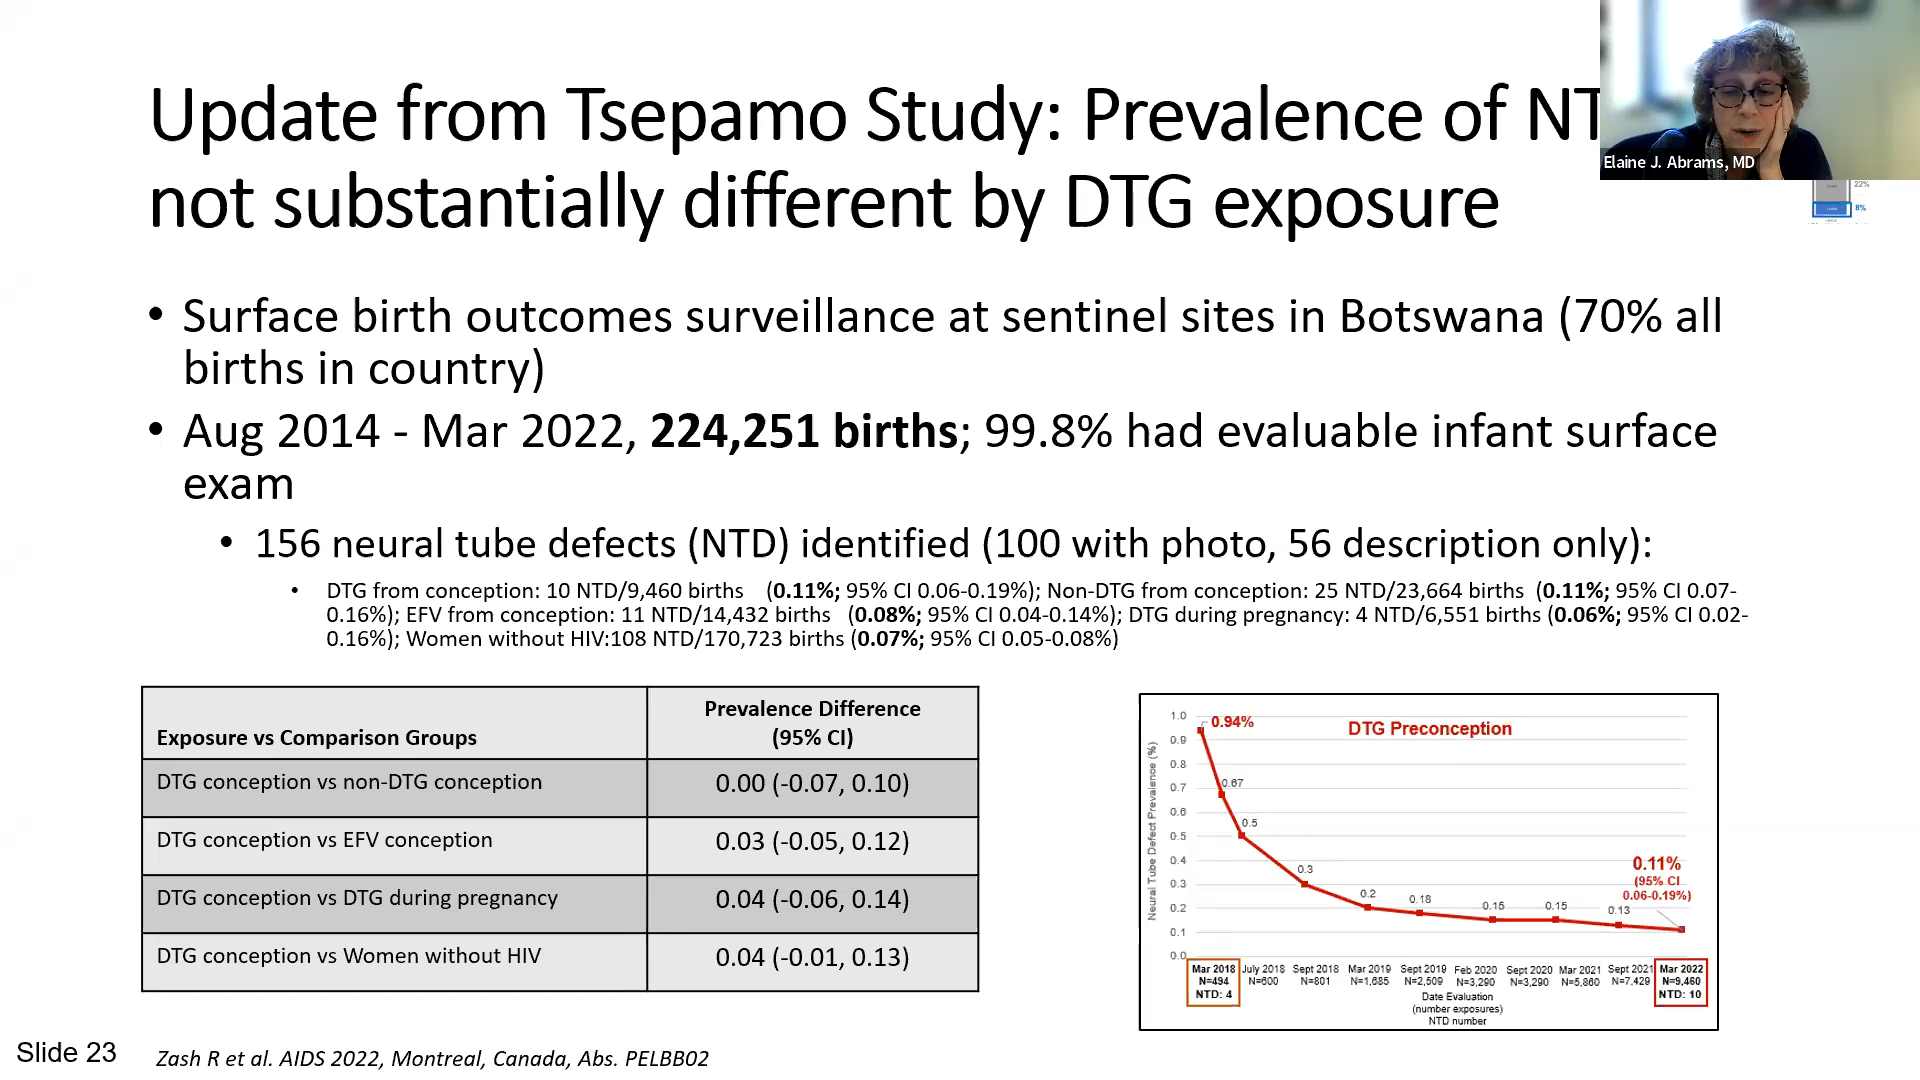 Update from Tsepamo Study: Prevalence of NT
not substantially different by DTG exposure
Elaine J. Abrams, MD
22%
8%
• Surface birth outcomes surveillance at sentinel sites in Botswana (70% all
births in country)
• Aug 2014 - Mar 2022, 224,251 births; 99.8% had evaluable infant surface
exam
• 156 neural tube defects (NTD) identified (100 with photo, 56 description only):
• DTG from conception: 10 NTD/9,460 births (0.11%; 95% CI 0.06-0.19%); Non-DTG from conception: 25 NTD/23,664 births (0.11%; 95% CI 0.07-
0.16%); EFV from conception: 11 NTD/14,432 births (0.08%; 95% CI 0.04-0.14%); DTG during pregnancy: 4 NTD/6,551 births (0.06%; 95% CI 0.02-
0.16%); Women without HIV:108 NTD/170,723 births (0.07%; 95% CI 0.05-0.08%)
Exposure vs Comparison Groups
Prevalence Difference
(95% CI)
DTG conception vs non-DTG conception 0.00 (-0.07, 0.10)
DTG conception vs EFV conception 0.03 (-0.05, 0.12)
DTG conception vs DTG during pregnancy 0.04 (-0.06, 0.14)
DTG conception vs Women without HIV 0.04 (-0.01, 0.13)
DTG Preconception
Neural Tube Defect Prevalence (%)
1.0
0.9
0.8
0.7
0.6
0.5
0.4
0.3
0.2
0.1
0.0
0.94%
0.67
0.5
0.3
0.2
0.18
0.15
0.15
0.13
0.11%
(95% CI
0.06-0.19%)
Mar 2018 July 2018 Sept 2018 Mar 2019 Sept 2019 Feb 2020 Sept 2020 Mar 2021 Sept 2021 Mar 2022
N=494 N=600 N=801 N=1,685 N=2,509 N=3,290 N=3,290 N=5,860 N=7,429 N=9,460
NTD: 4 NTD: 10
Date Evaluation
(number exposures)
NTD number
Slide 23
Zash R et al. AIDS 2022, Montreal, Canada, Abs. PELBB02